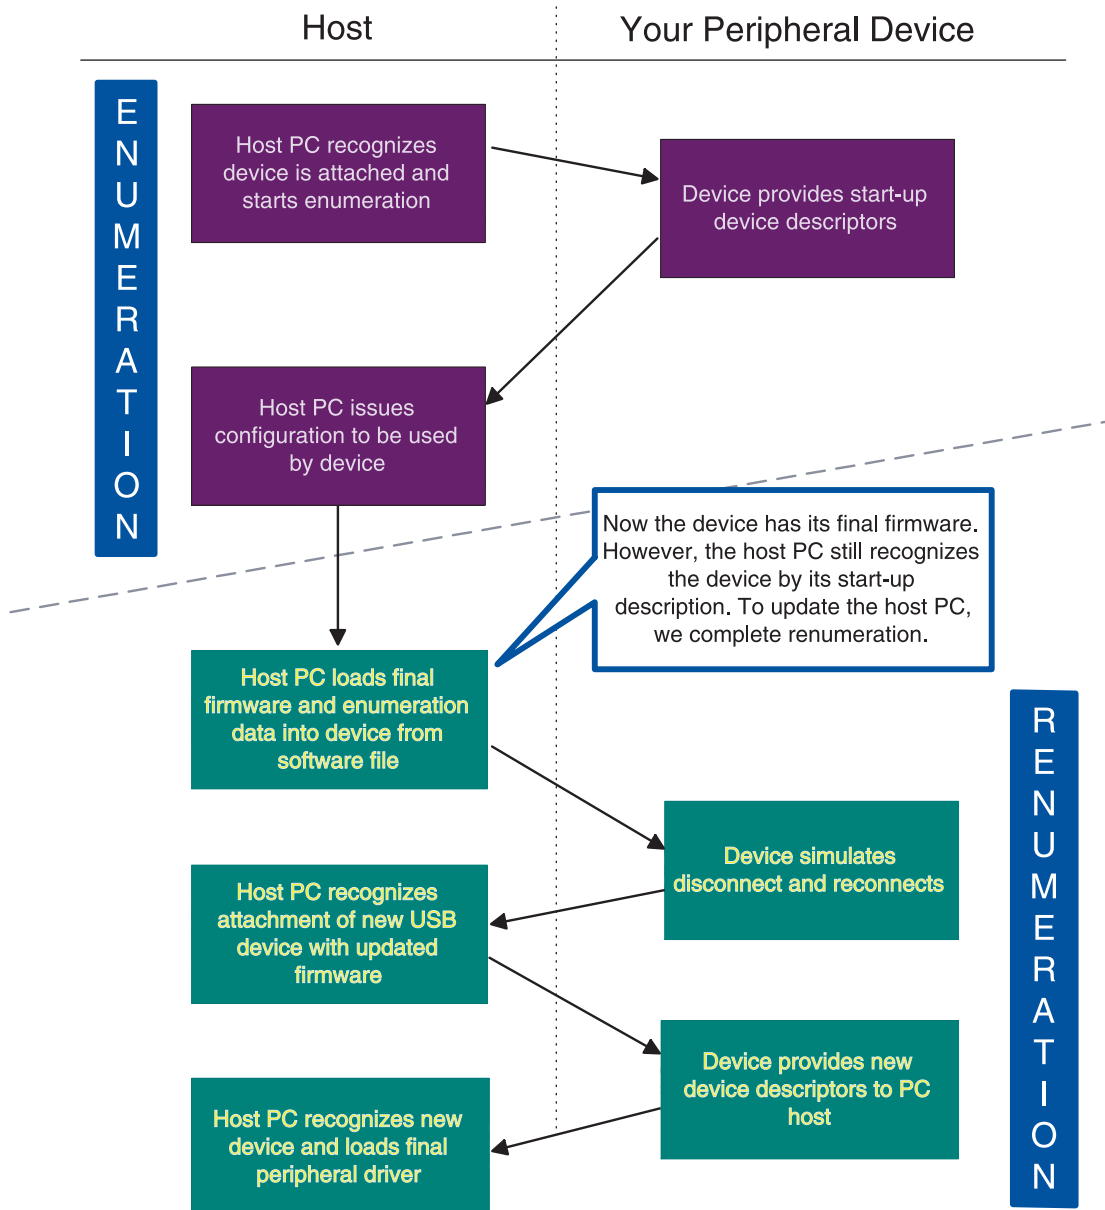 Host
Your Peripheral Device
ENUMERATION
Host PC recognizes
device is attached and
starts enumeration
Device provides start-up
device descriptors
Host PC issues
configuration to be used
by device
Now the device has its final firmware.
However, the host PC still recognizes
the device by its start-up
description. To update the host PC,
we complete renumeration.
Host PC loads final
firmware and enumeration
data into device from
software file
RENUMERATION
Device simulates
disconnect and reconnects
Host PC recognizes
attachment of new USB
device with updated
firmware
Device provides new
device descriptors to PC
host
Host PC recognizes new
device and loads final
peripheral driver